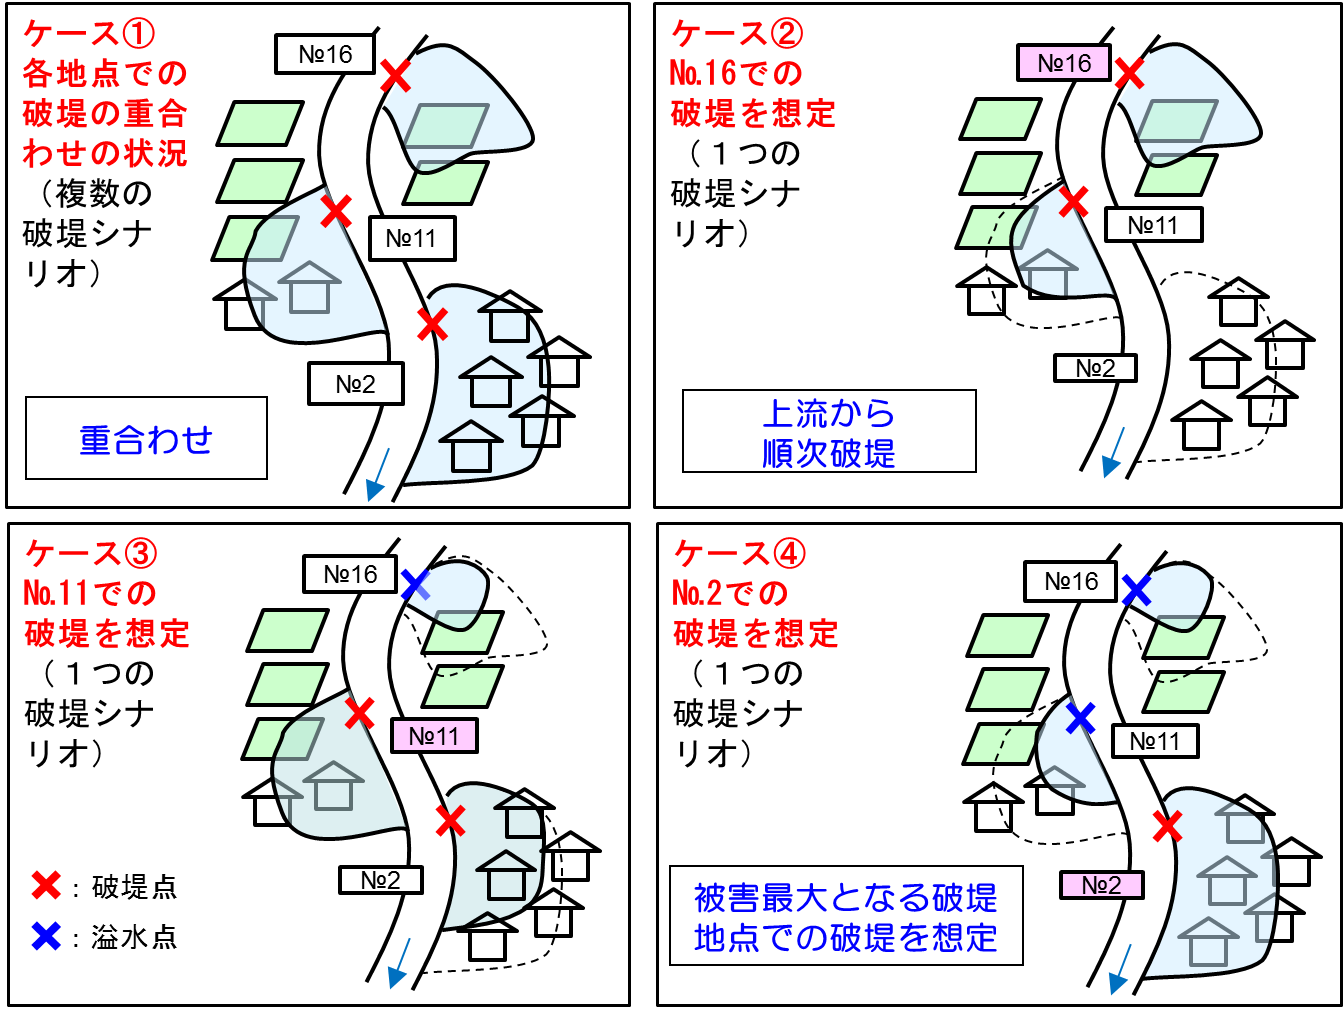 ケース①
各地点での
破堤の重合
わせの状況
（複数の
破堤シナ
リオ）
№16
№11
№2
重合わせ
ケース②
№16での
破堤を想定
（１つの
破堤シナ
リオ）
№16
№11
№2
上流から
順次破堤
ケース③
№11での
破堤を想定
（１つの
破堤シナ
リオ）
№16
№11
№2
：破堤点
：溢水点
ケース④
№2での
破堤を想定
（１つの
破堤シナ
リオ）
№16
№11
№2
被害最大となる破堤
地点での破堤を想定